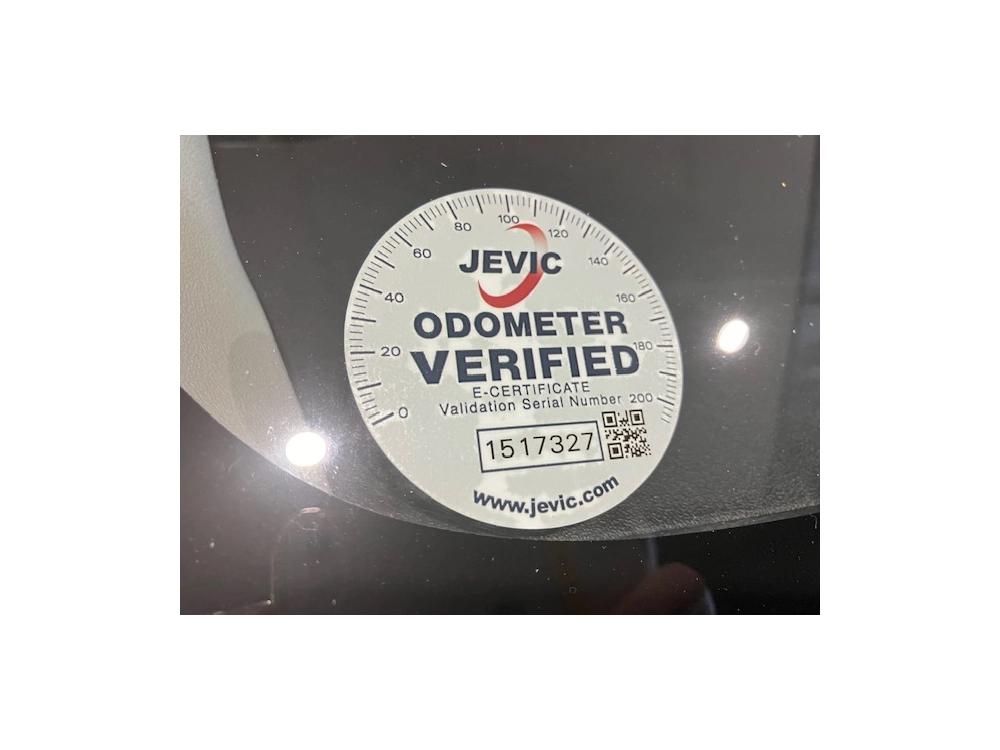 0 20 40 60 80 100 120 140 160 180 200
JEVIC
ODOMETER
VERIFIED
E-CERTIFICATE
Validation Serial Number
1517327
www.jevic.com